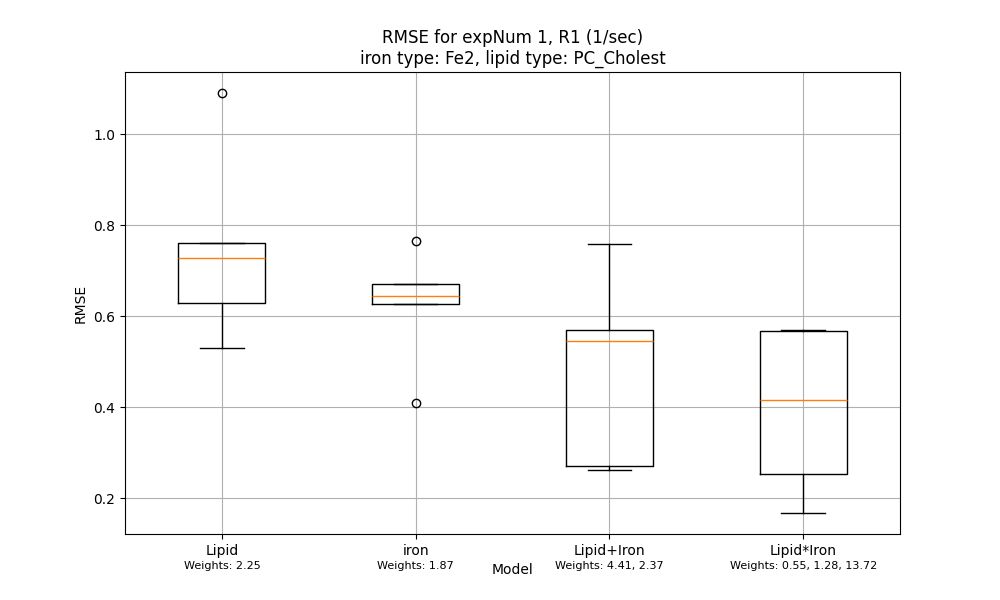 RMSE for expNum 1, R1 (1/sec)
iron type: Fe2, lipid type: PC_Cholest
RMSE
1.0
0.8
0.6
0.4
0.2
Lipid
Weights: 2.25
iron
Weights: 1.87
Lipid+Iron
Weights: 4.41, 2.37
Lipid*Iron
Weights: 0.55, 1.28, 13.72
Model